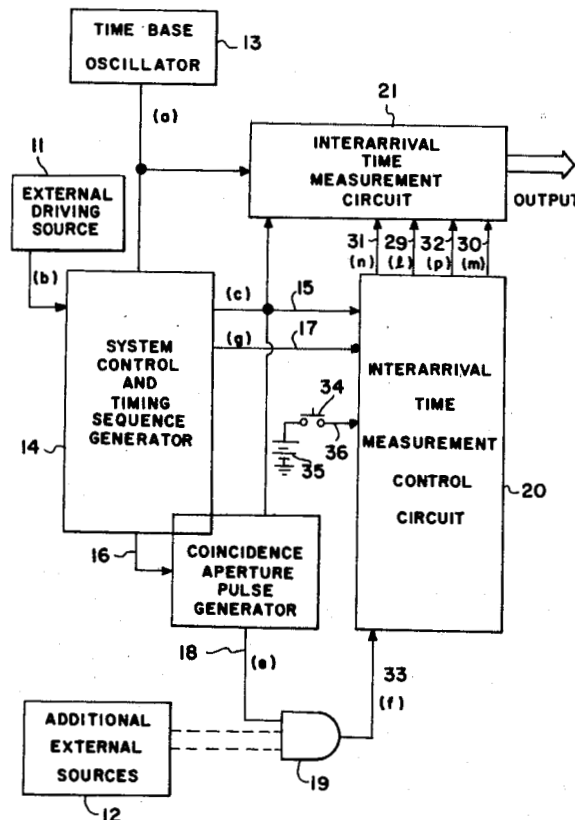 TIME BASE
OSCILLATOR
13
(a)
21
INTERARRIVAL
TIME
MEASUREMENT
CIRCUIT
OUTPUT
11
EXTERNAL
DRIVING
SOURCE
(b)
31
(n)
29
(l)
32
(p)
30
(m)
(c)
15
(g)
17
SYSTEM
CONTROL
AND
TIMING
SEQUENCE
GENERATOR
14
34
35
36
INTERARRIVAL
TIME
MEASUREMENT
CONTROL
CIRCUIT
20
16
COINCIDENCE
APERTURE
PULSE
GENERATOR
18
(e)
33
(f)
19
ADDITIONAL
EXTERNAL
SOURCES
12